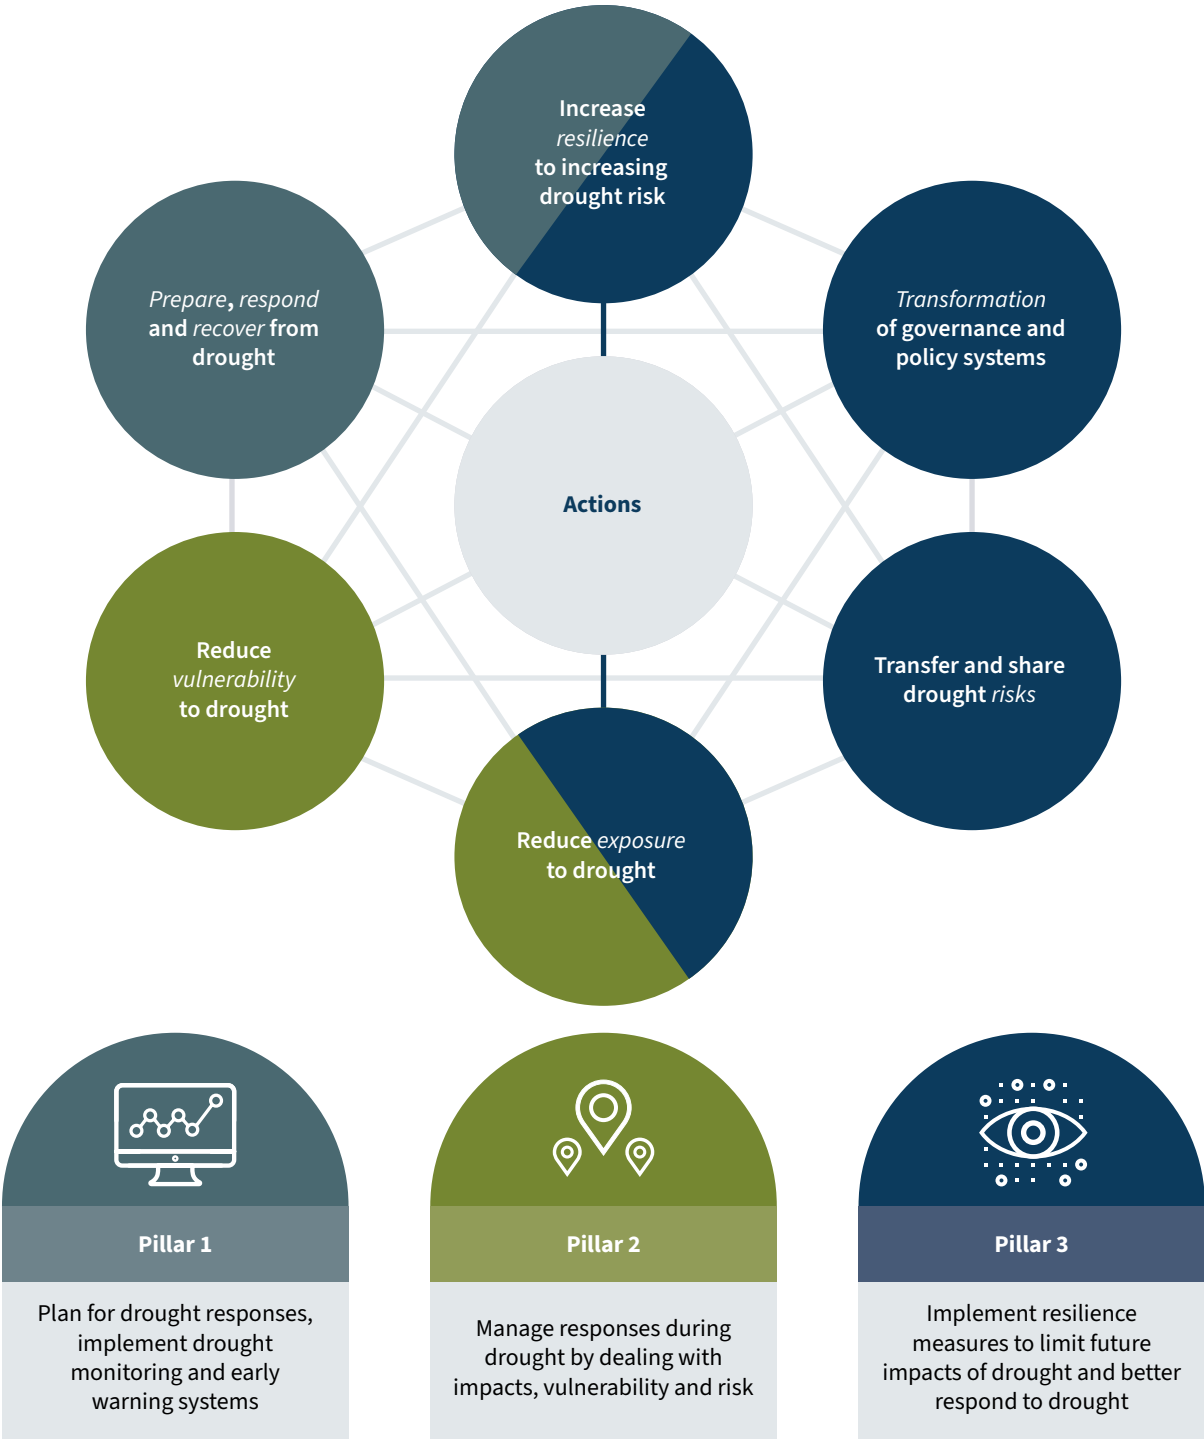 Increase
resilience
to increasing
drought risk
Prepare, respond
and recover from
drought
Transformation
of governance and
policy systems
Actions
Reduce
vulnerability
to drought
Transfer and share
drought risks
Reduce exposure
to drought
Pillar 1
Plan for drought responses,
implement drought
monitoring and early
warning systems
Pillar 2
Manage responses during
drought by dealing with
impacts, vulnerability and risk
Pillar 3
Implement resilience
measures to limit future
impacts of drought and better
respond to drought